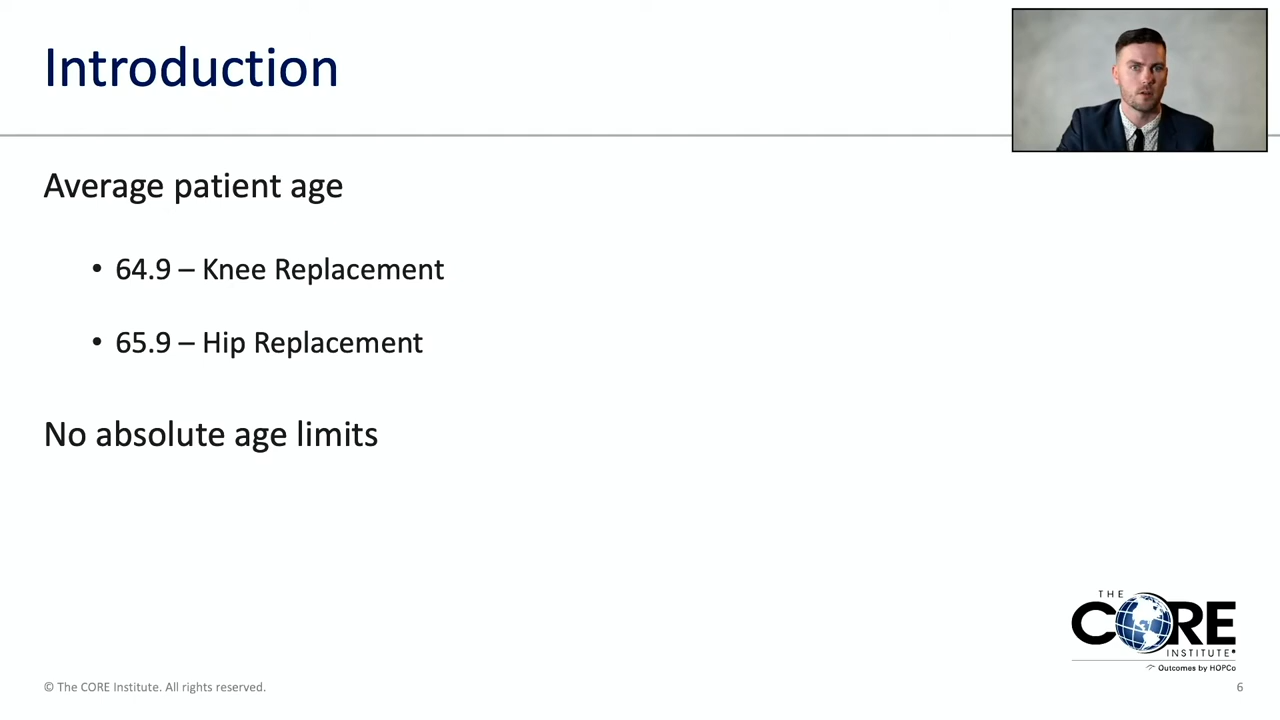 Introduction
Average patient age
• 64.9 – Knee Replacement
• 65.9 – Hip Replacement
No absolute age limits
THE
CORE
INSTITUTE
Outcomes by HOPCo
© The CORE Institute. All rights reserved.
6